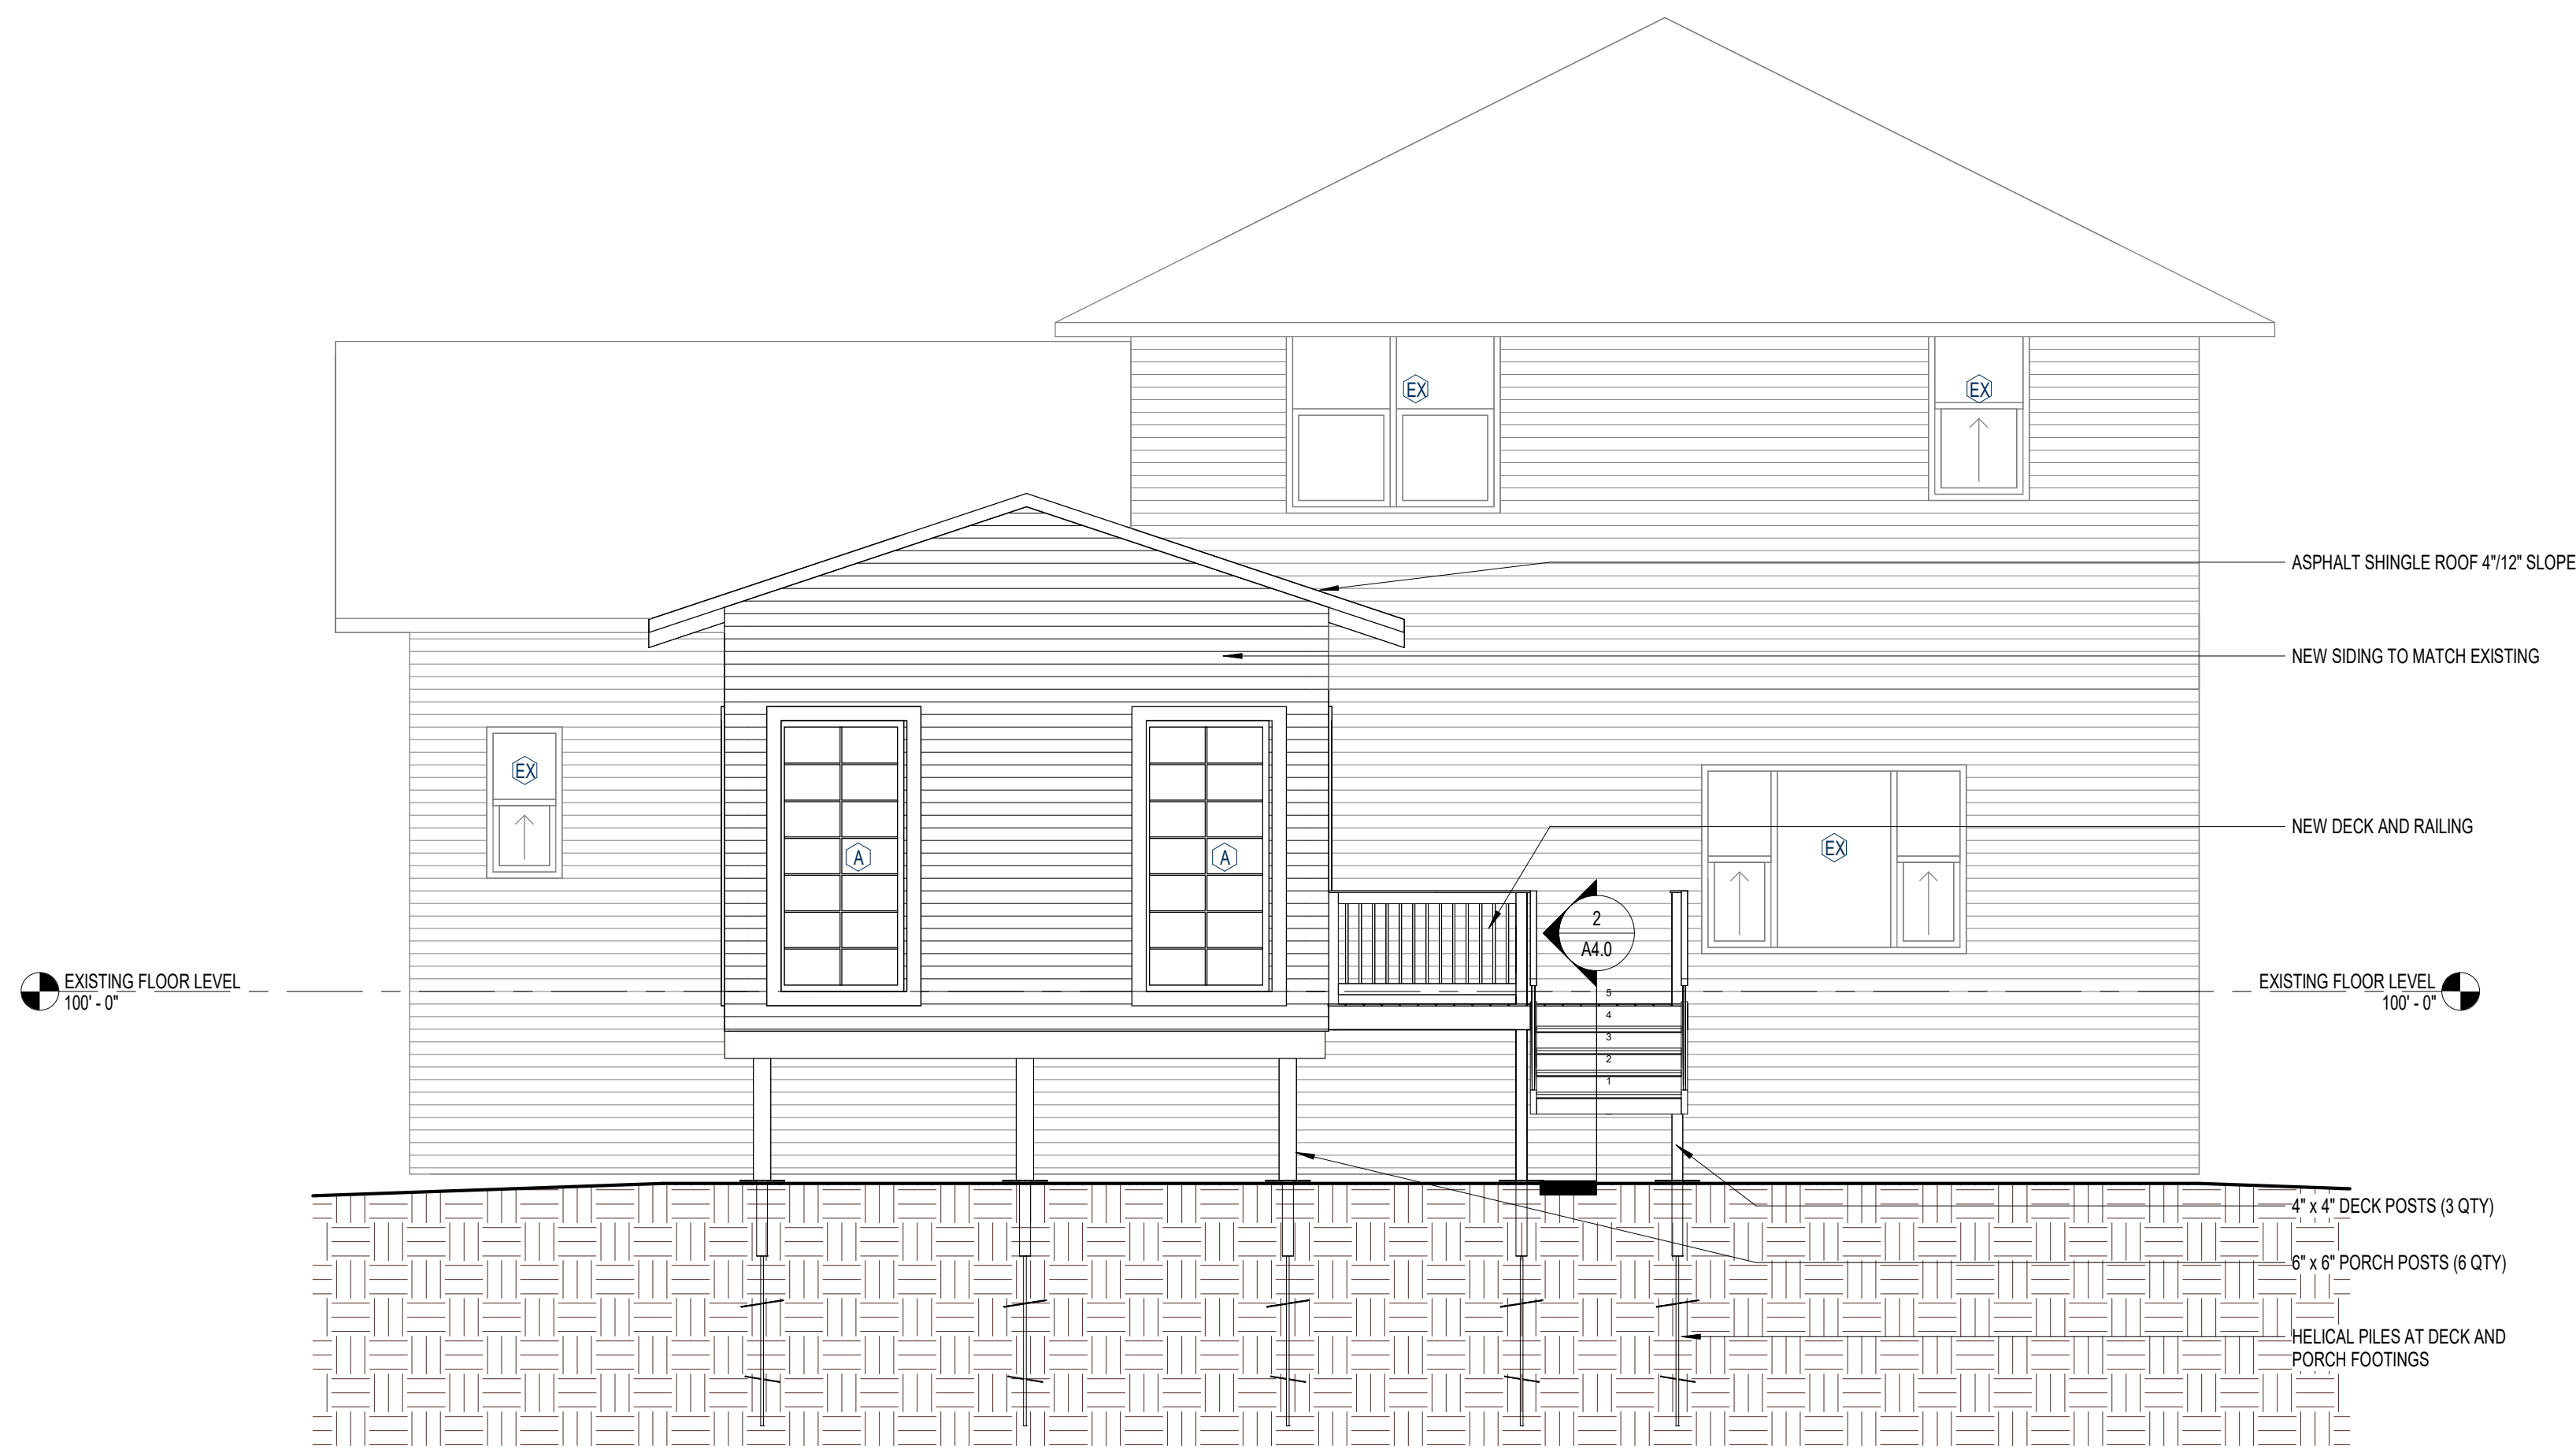 EX
EX
ASPHALT SHINGLE ROOF 4"/12" SLOPE
NEW SIDING TO MATCH EXISTING
EX
NEW DECK AND RAILING
A
A
EX
2
A4.0
EXISTING FLOOR LEVEL
100' - 0"
EXISTING FLOOR LEVEL
100' - 0"
5
4
3
2
1
4" x 4" DECK POSTS (3 QTY)
6" x 6" PORCH POSTS (6 QTY)
HELICAL PILES AT DECK AND
PORCH FOOTINGS